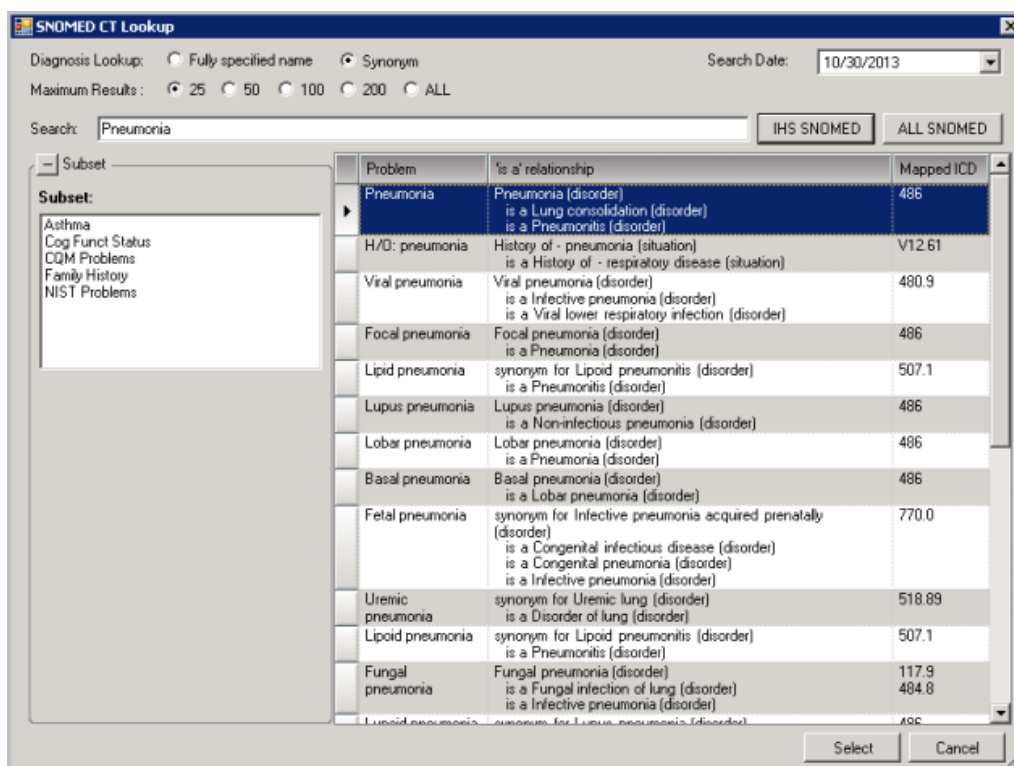 SNOMED CT Lookup
Diagnosis Lookup: Fully specified name Synonym Search Date: 10/30/2013
Maximum Results : 25 50 100 200 ALL
Search: Pneumonia IHS SNOMED ALL SNOMED
Subset
Subset:
Asthma
Cog Funct Status
CQM Problems
Family History
NIST Problems
Problem 'is a' relationship Mapped ICD
Pneumonia Pneumonia (disorder) 486
is a Lung consolidation (disorder)
is a Pneumonitis (disorder)
H/O: pneumonia History of - pneumonia (situation) V12.61
is a History of - respiratory disease (situation)
Viral pneumonia Viral pneumonia (disorder) 480.9
is a Infective pneumonia (disorder)
is a Viral lower respiratory infection (disorder)
Focal pneumonia Focal pneumonia (disorder) 486
is a Pneumonia (disorder)
Lipid pneumonia synonym for Lipoid pneumonitis (disorder) 507.1
is a Pneumonitis (disorder)
Lupus pneumonia Lupus pneumonia (disorder) 486
is a Non-infectious pneumonia (disorder)
Lobar pneumonia Lobar pneumonia (disorder) 486
is a Pneumonia (disorder)
Basal pneumonia Basal pneumonia (disorder) 486
is a Lobar pneumonia (disorder)
Fetal pneumonia synonym for Infective pneumonia acquired prenatally 770.0
(disorder)
is a Congenital infectious disease (disorder)
is a Congenital pneumonia (disorder)
is a Infective pneumonia (disorder)
Uremic synonym for Uremic lung (disorder) 518.89
pneumonia is a Disorder of lung (disorder)
Lipoid pneumonia synonym for Lipoid pneumonitis (disorder) 507.1
is a Pneumonitis (disorder)
Fungal Fungal pneumonia (disorder) 117.9
pneumonia is a Fungal infection of lung (disorder) 484.8
is a Infective pneumonia (disorder)
pneumonia synonym for Lupus pneumonia (disorder) 486
Select Cancel